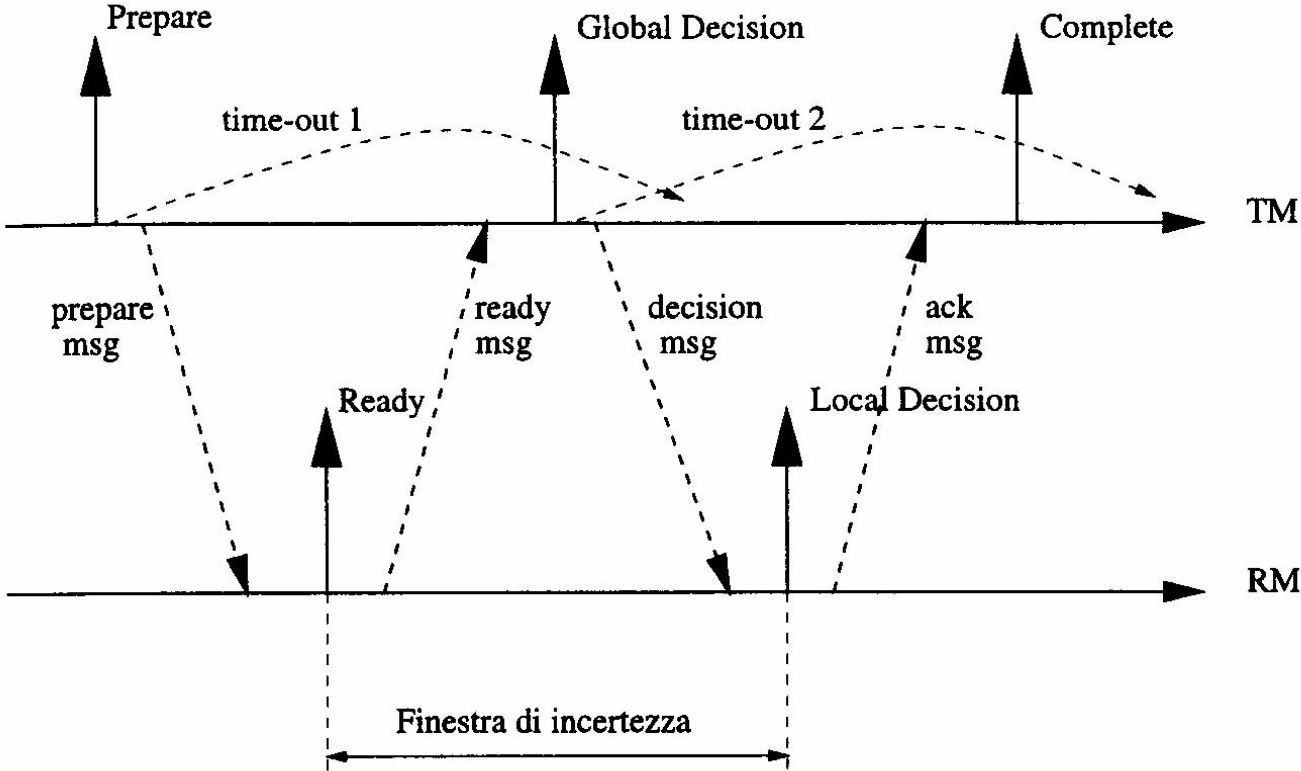 Prepare
Global Decision
Complete
time-out 1
time-out 2
TM
prepare
msg
ready
msg
decision
msg
ack
msg
Ready
Local Decision
RM
Finestra di incertezza